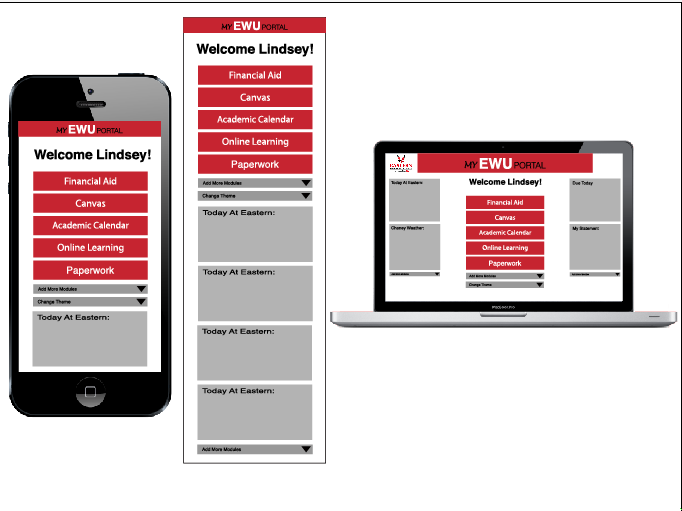 MY EWU PORTAL
Welcome Lindsey!
Financial Aid
Canvas
Academic Calendar
Online Learning
Paperwork
Add More Modules
Change Theme
Today At Eastern:
MY EWU PORTAL
Welcome Lindsey!
Financial Aid
Canvas
Academic Calendar
Online Learning
Paperwork
Add More Modules
Change Theme
Today At Eastern:
Today At Eastern:
Today At Eastern:
Today At Eastern:
Add More Modules
EASTERN
MY EWU PORTAL
Welcome Lindsey!
Today At Eastern:
Cheney Weather:
Financial Aid
Canvas
Academic Calendar
Online Learning
Paperwork
Add More Modules
Change Theme
Due Today
My Statement
MacBook Pro